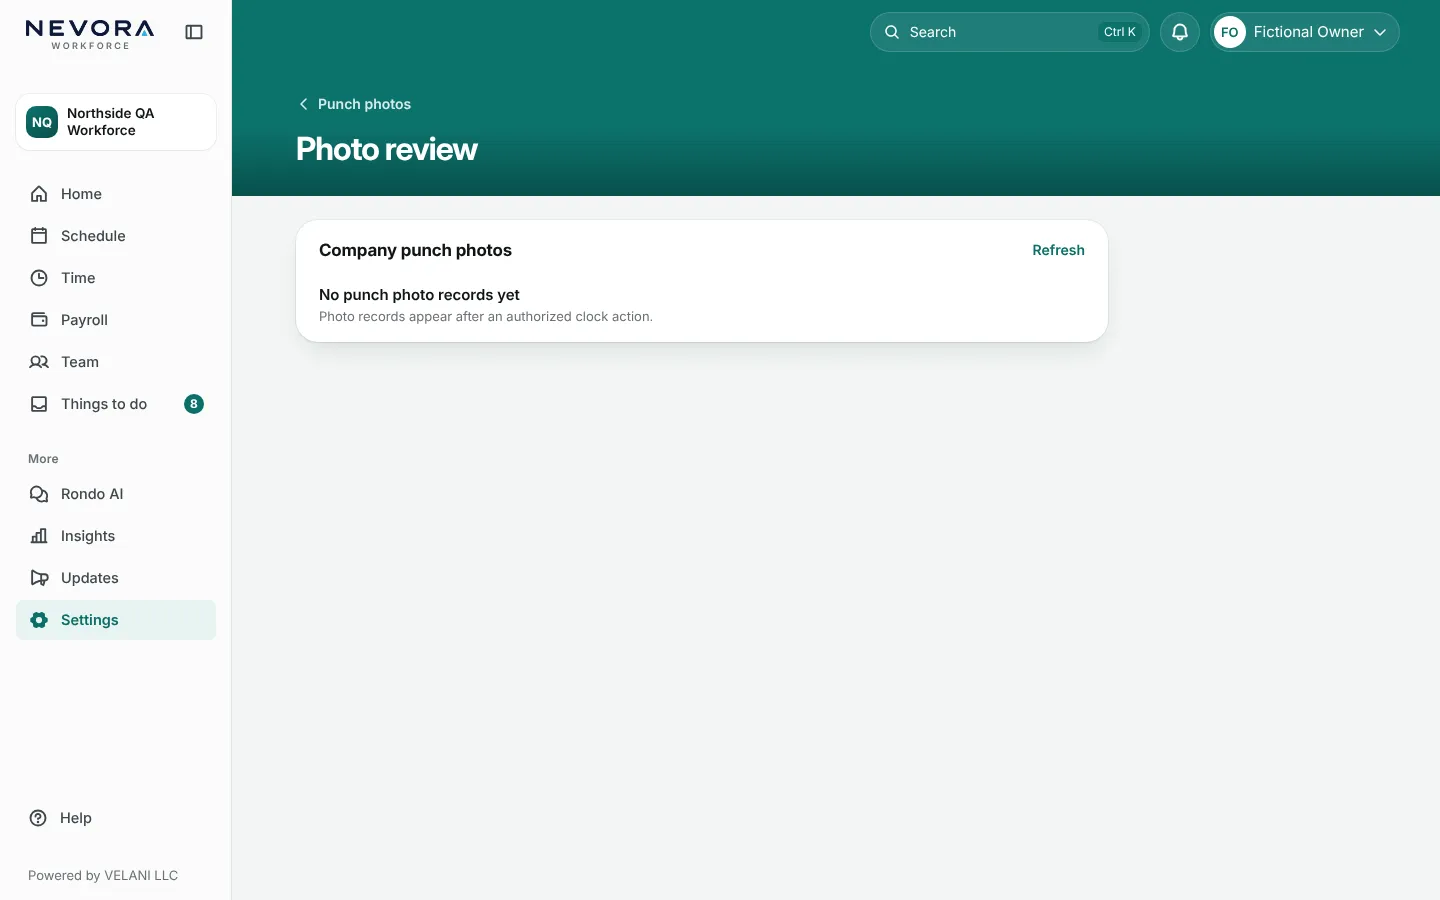 NEVORA
WORKFORCE
Search
Ctrl K
FO
Fictional Owner
NQ
Northside QA
Workforce
Punch photos
Photo review
Home
Schedule
Time
Payroll
Team
Things to do
8
More
Rondo AI
Insights
Updates
Settings
Help
Powered by VELANI LLC
Company punch photos
Refresh
No punch photo records yet
Photo records appear after an authorized clock action.